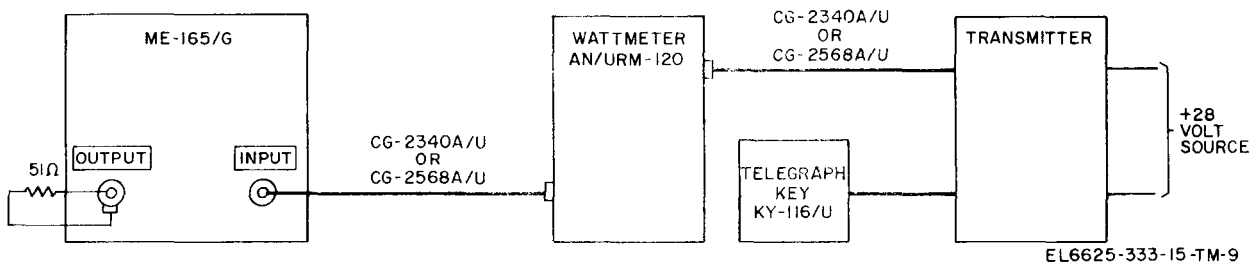 ME-165/G
OUTPUT
INPUT
51Ω
CG-2340A/U
OR
CG-2568A/U
WATTMETER
AN/URM-120
CG-2340A/U
OR
CG-2568A/U
TELEGRAPH
KEY
KY-116/U
TRANSMITTER
+28
VOLT
SOURCE
EL6625-333-15-TM-9